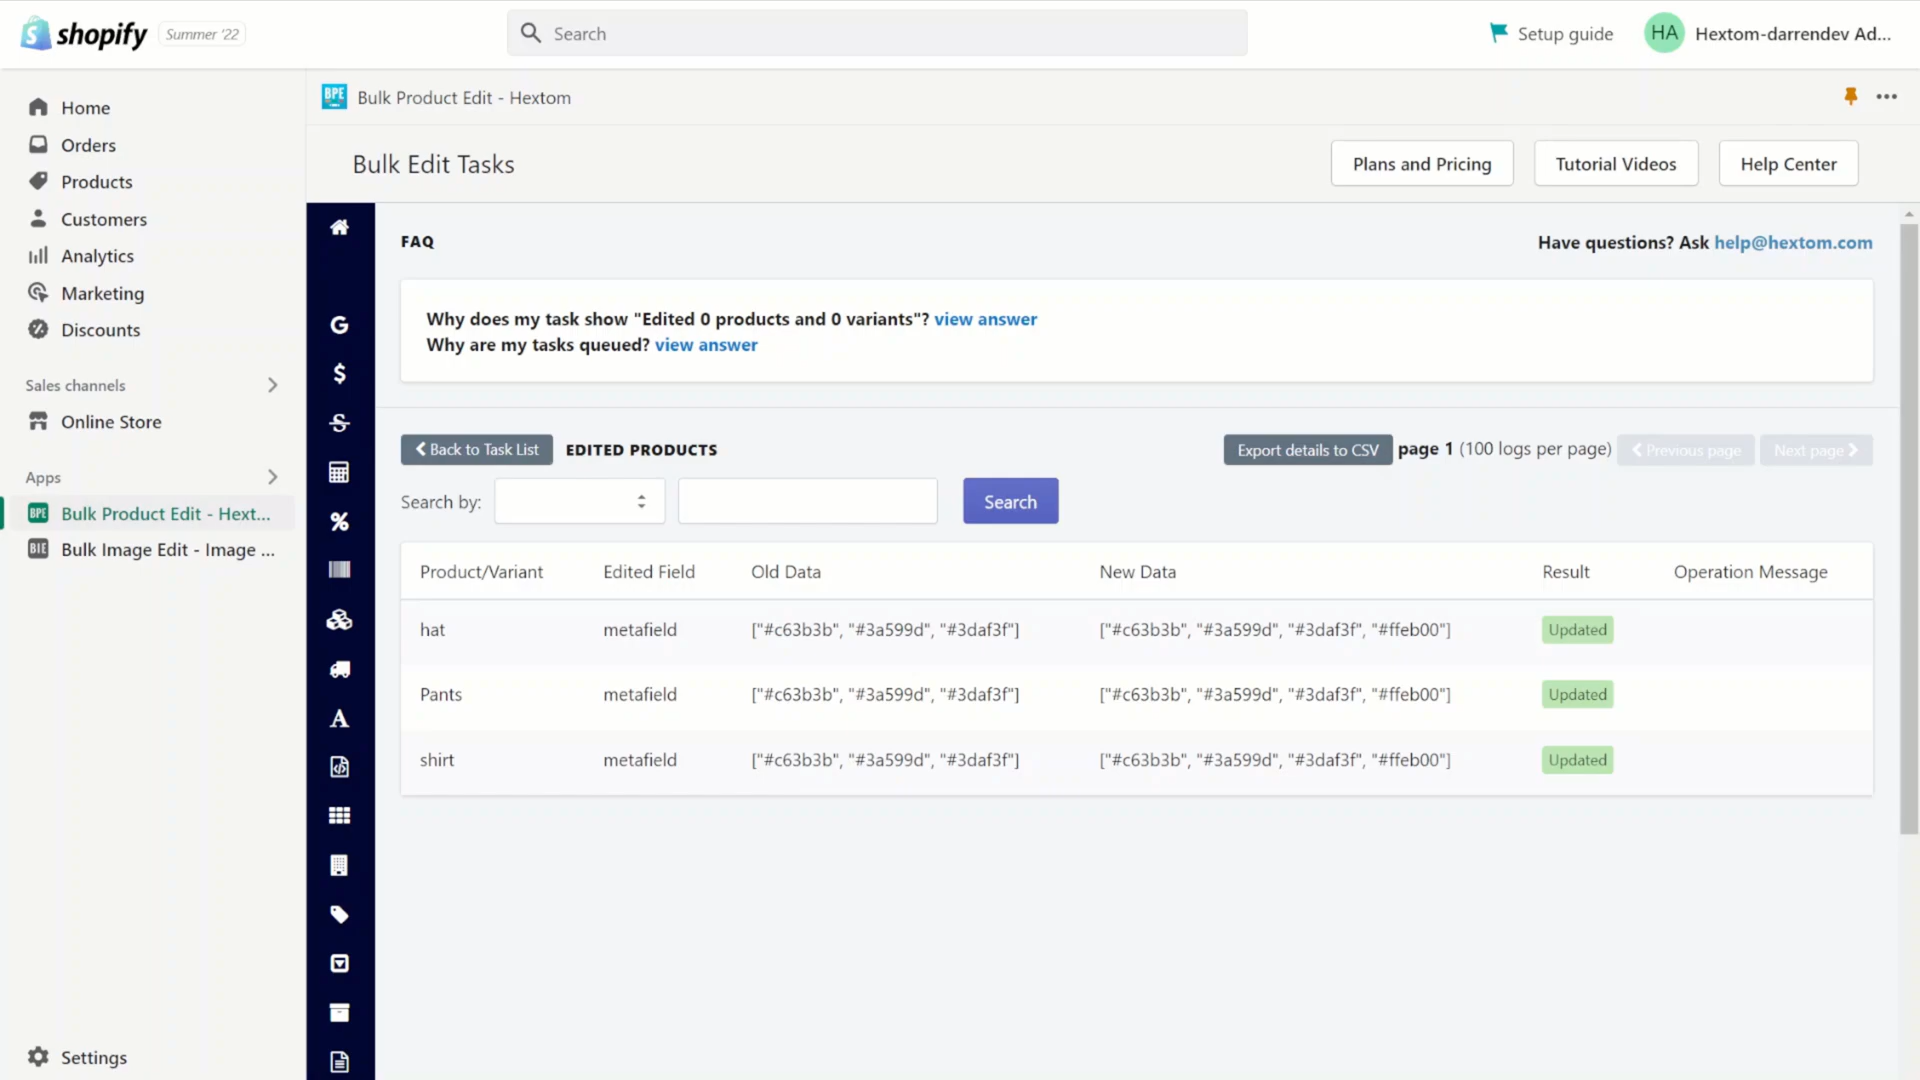 shopify Summer '22
Search
Setup guide
HA
Hextom-darrendev Ad...
Home
Orders
Products
Customers
Analytics
Marketing
Discounts
Sales channels
Online Store
Apps
BPE Bulk Product Edit - Hext...
BIE Bulk Image Edit - Image ...
Settings
BPE Bulk Product Edit - Hextom
Bulk Edit Tasks
Plans and Pricing
Tutorial Videos
Help Center
FAQ
Have questions? Ask help@hextom.com
Why does my task show "Edited 0 products and 0 variants"? view answer
Why are my tasks queued? view answer
Back to Task List
EDITED PRODUCTS
Export details to CSV
page 1 (100 logs per page)
Previous page
Next page
Search by:
Search
Product/Variant Edited Field Old Data New Data Result Operation Message
hat metafield ["#c63b3b", "#3a599d", "#3daf3f"] ["#c63b3b", "#3a599d", "#3daf3f", "#ffeb00"] Updated
Pants metafield ["#c63b3b", "#3a599d", "#3daf3f"] ["#c63b3b", "#3a599d", "#3daf3f", "#ffeb00"] Updated
shirt metafield ["#c63b3b", "#3a599d", "#3daf3f"] ["#c63b3b", "#3a599d", "#3daf3f", "#ffeb00"] Updated